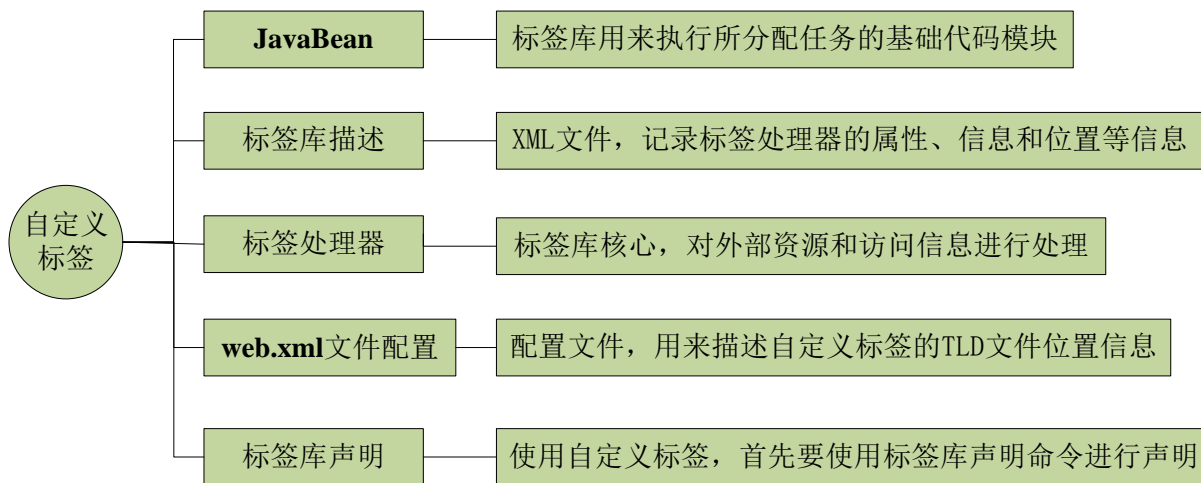 JavaBean
标签库用来执行所分配任务的基础代码模块
标签库描述
XML文件，记录标签处理器的属性、信息和位置等信息
自定义
标签
标签处理器
标签库核心，对外部资源和访问信息进行处理
web.xml文件配置
配置文件，用来描述自定义标签的TLD文件位置信息
标签库声明
使用自定义标签，首先要使用标签库声明命令进行声明